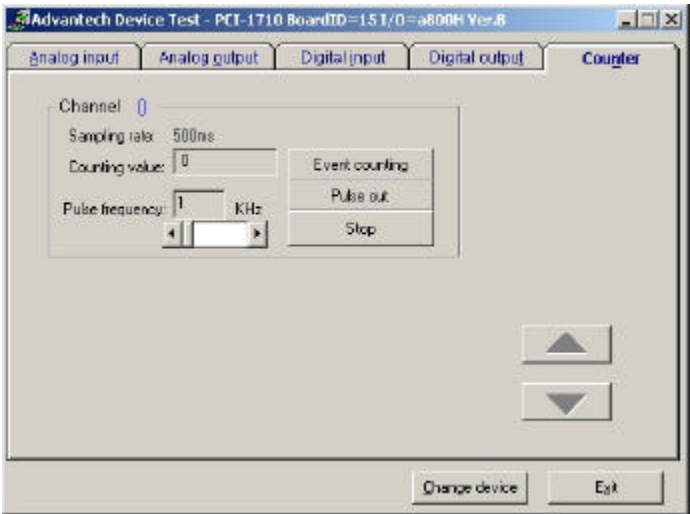 Advantech Device Test - PCI-1710 BoardID=15 I/O=a800H Ver.B
Analog input Analog output Digital input Digital output Counter
Channel 0
Sampling rate: 500ms
Counting value: 0
Event counting
Pulse out
Pulse frequency: 1 KHz
Stop
Change device Exit